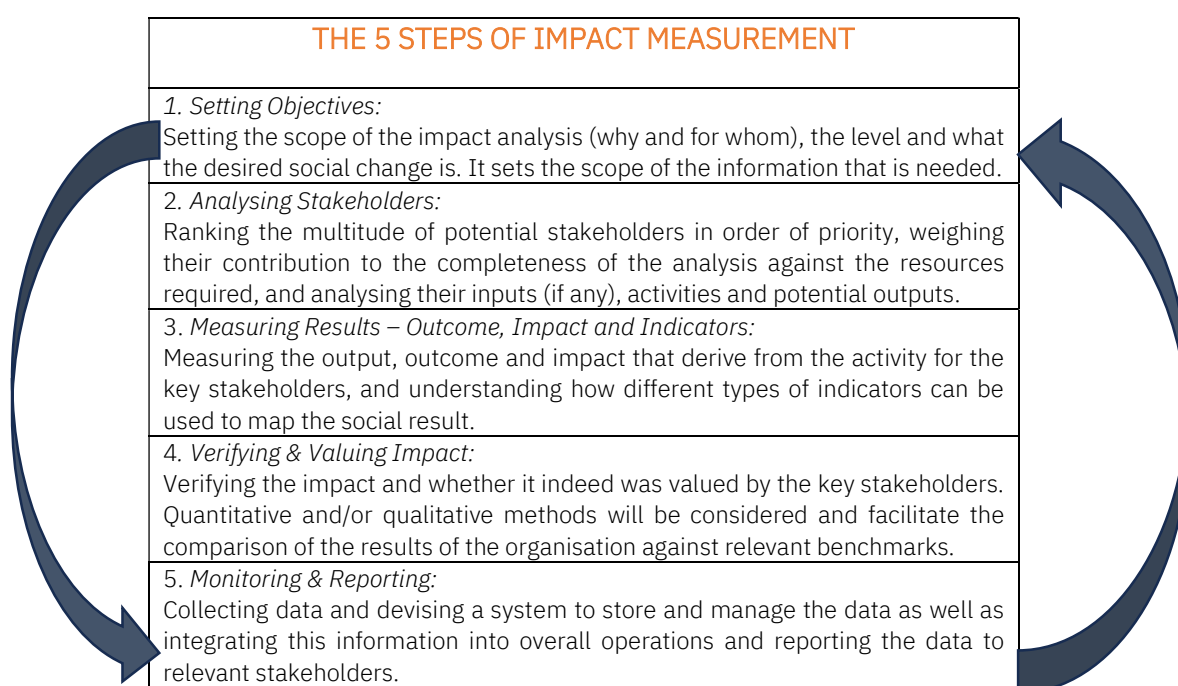 THE 5 STEPS OF IMPACT MEASUREMENT
1. Setting Objectives:
Setting the scope of the impact analysis (why and for whom), the level and what
the desired social change is. It sets the scope of the information that is needed.
2. Analysing Stakeholders:
Ranking the multitude of potential stakeholders in order of priority, weighing
their contribution to the completeness of the analysis against the resources
required, and analysing their inputs (if any), activities and potential outputs.
3. Measuring Results – Outcome, Impact and Indicators:
Measuring the output, outcome and impact that derive from the activity for the
key stakeholders, and understanding how different types of indicators can be
used to map the social result.
4. Verifying & Valuing Impact:
Verifying the impact and whether it indeed was valued by the key stakeholders.
Quantitative and/or qualitative methods will be considered and facilitate the
comparison of the results of the organisation against relevant benchmarks.
5. Monitoring & Reporting:
Collecting data and devising a system to store and manage the data as well as
integrating this information into overall operations and reporting the data to
relevant stakeholders.